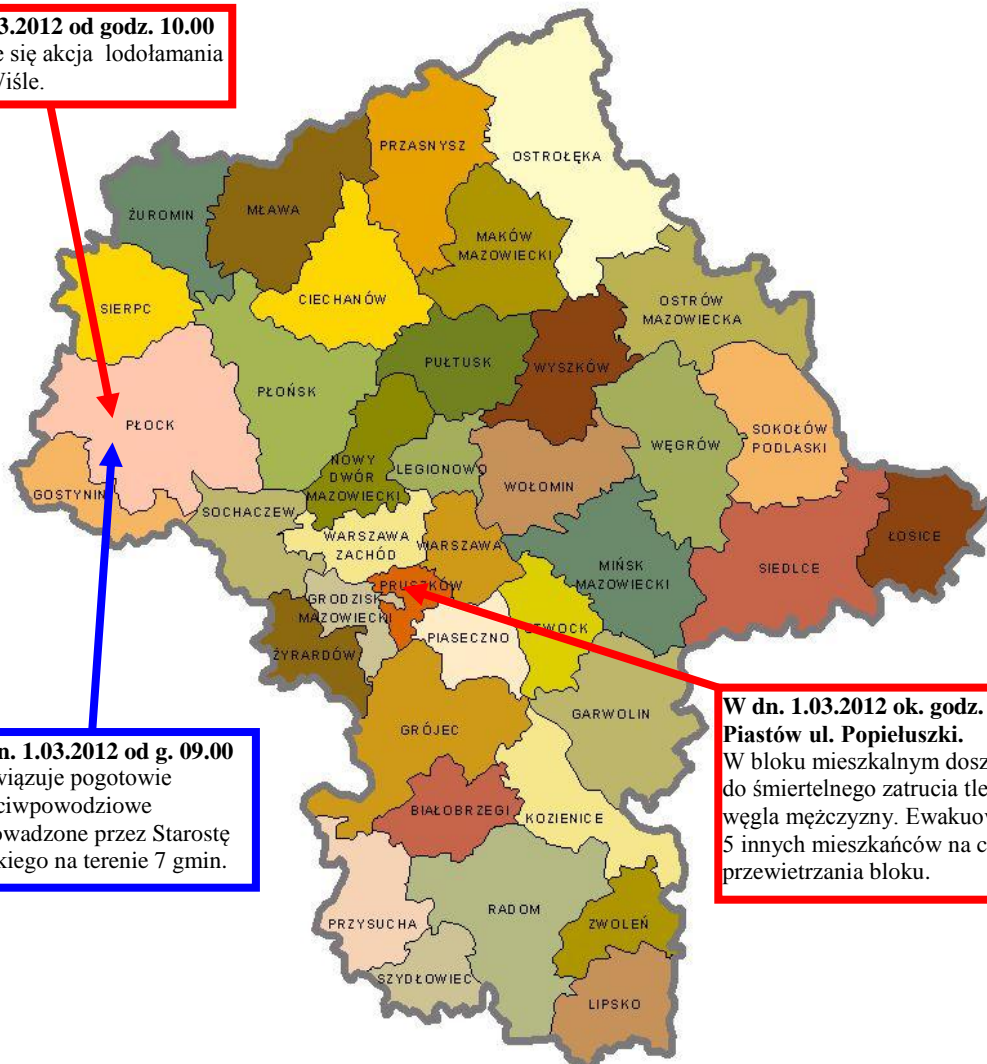 3.2012 od godz. 10.00
e się akcja lodołamania
Wiśle.
PRZASNYSZ
OSTROŁĘKA
ŻUROMIN
MŁAWA
MAKÓW
MAZOWIECKI
SIERPC
CIECHANÓW
OSTRÓW
MAZOWIECKA
PUŁTUSK
WYSZKÓW
PŁOŃSK
PŁOCK
SOKOŁÓW
PODLASKI
WĘGRÓW
NOWY
DWÓR
MAZOWIECKI
LEGIONOWO
WOŁOMIN
GOSTYNIN
SOCHACZEW
WARSZAWA
ZACHÓD
WARSZAWA
MIŃSK
MAZOWIECKI
SIEDLCE
ŁOSICE
PRUSZKÓW
GRODZISK
MAZOWIECKI
PIASECZNO
OTWOCK
ŻYRARDÓW
GARWOLIN
GRÓJEC
W dn. 1.03.2012 ok. godz.
Piastów ul. Popiełuszki.
W bloku mieszkalnym dosz
do śmiertelnego zatrucia tle
węgla mężczyzny. Ewakuow
5 innych mieszkańców na c
przewietrzania bloku.
n. 1.03.2012 od g. 09.00
wiązuje pogotowie
ciwpowodziowe
owadzone przez Starostę
kiego na terenie 7 gmin.
BIAŁOBRZEGI
KOZIENICE
RADOM
PRZYSUCHA
ZWOLEŃ
SZYDŁOWIEC
LIPSKO